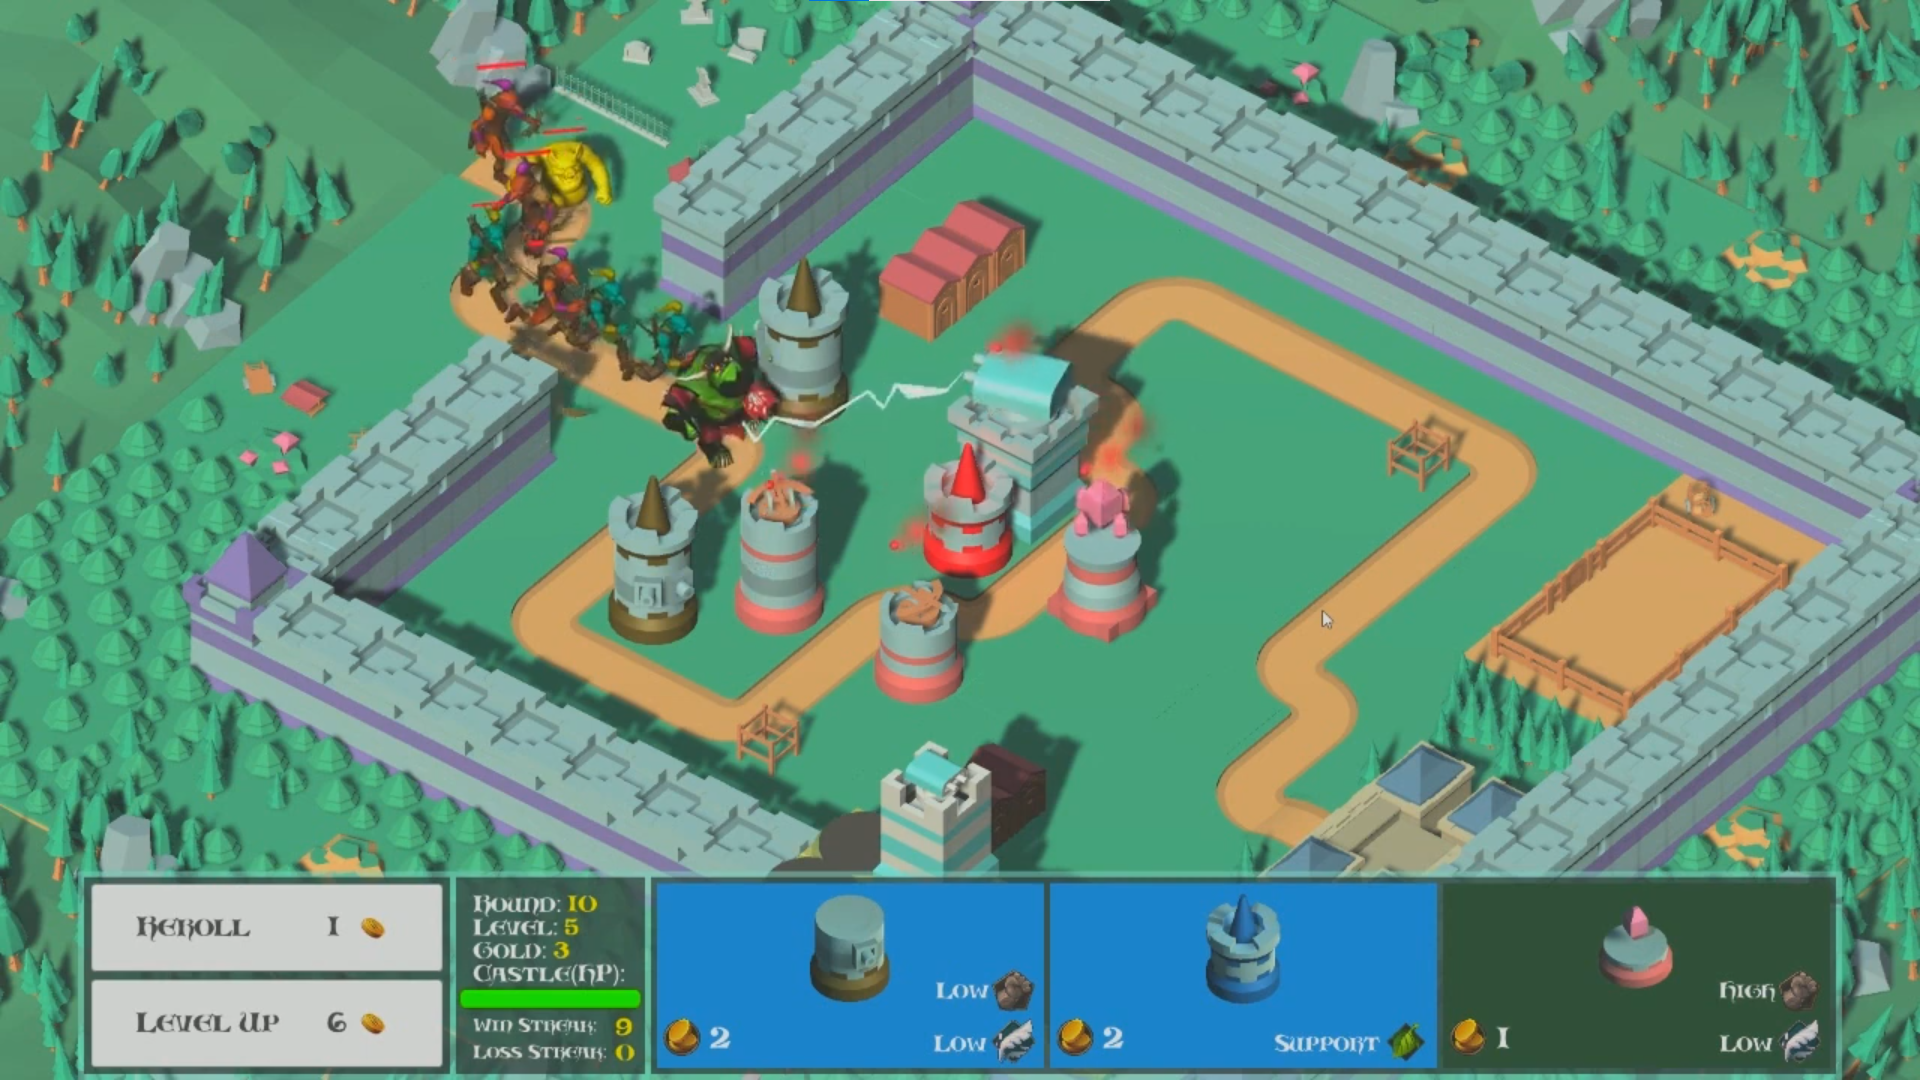 Reroll 1
Level Up 6
Round: 10
Level: 5
Gold: 3
Castle(HP):
Win Streak: 9
Loss Streak: 0
Low
2 Low
2 Support
High
1 Low